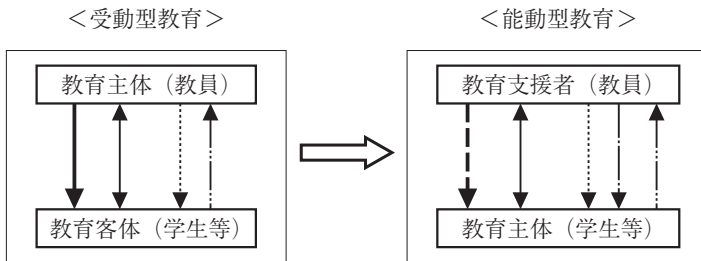 ＜受動型教育＞
教育主体（教員）
教育客体（学生等）
＜能動型教育＞
教育支援者（教員）
教育主体（学生等）